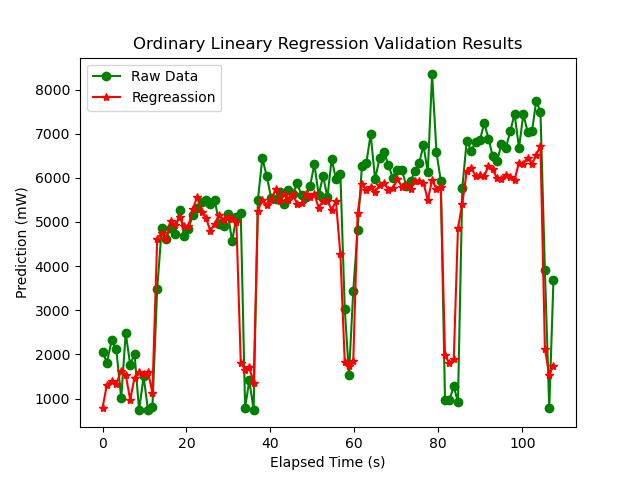 Ordinary Lineary Regression Validation Results
Raw Data
Regreassion
Prediction (mW)
8000
7000
6000
5000
4000
3000
2000
1000
0 20 40 60 80 100
Elapsed Time (s)